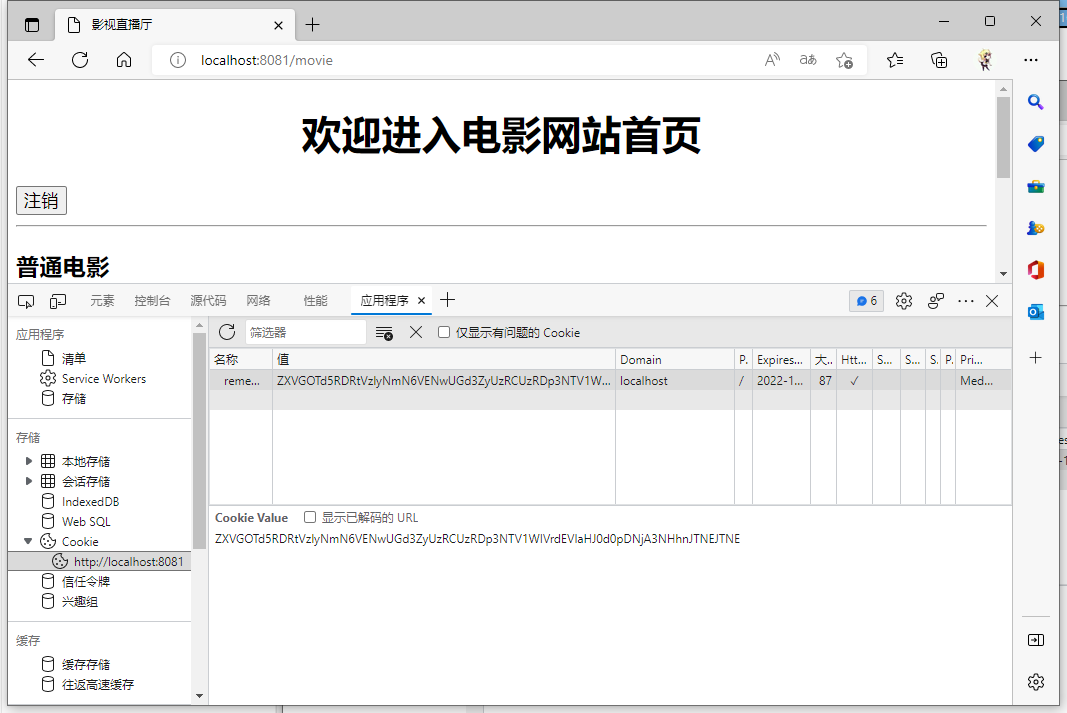 影视直播厅
localhost:8081/movie
欢迎进入电影网站首页
注销
普通电影
元素 控制台 源代码 网络 性能 应用程序 6
应用程序
清单
Service Workers
存储
存储
本地存储
会话存储
IndexedDB
Web SQL
Cookie
http://localhost:8081
信任令牌
兴趣组
缓存
缓存存储
往返高速缓存
筛选器 仅显示有问题的 Cookie
名称 值 Domain P. Expires... 大.. Htt... S... S... S. P. Pri...
reme... localhost / 2022-1... 87 ✓ Med...
Cookie Value 显示已解码的 URL